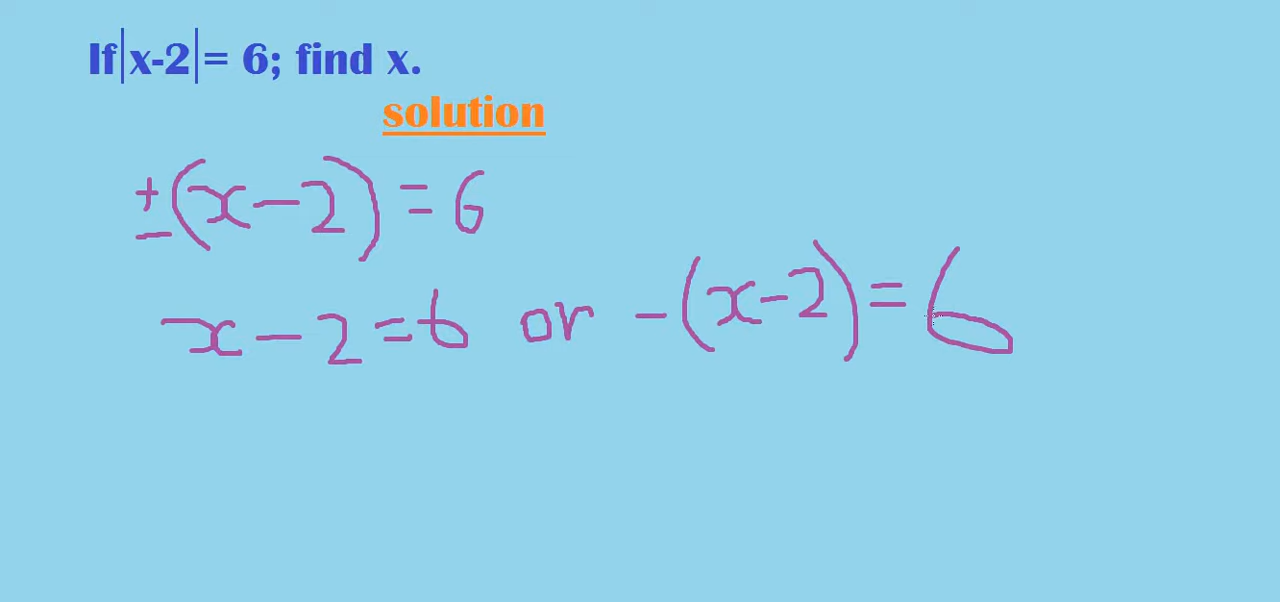 If|x-2|= 6; find x.
solution
±(x-2)=6
x-2=6 or -(x-2)=6